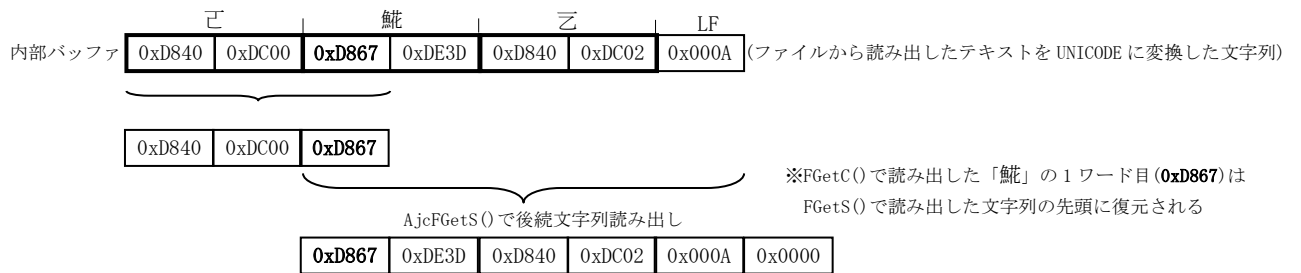 𠀀 𩸽 𠀂 LF
内部バッファ 0xD840 0xDC00 0xD867 0xDE3D 0xD840 0xDC02 0x000A (ファイルから読み出したテキストを UNICODE に変換した文字列)
0xD840 0xDC00 0xD867
※FGetC()で読み出した「𩸽」の 1 ワード目(0xD867)は
FGetS()で読み出した文字列の先頭に復元される
AjcFGetS()で後続文字列読み出し
0xD867 0xDE3D 0xD840 0xDC02 0x000A 0x0000